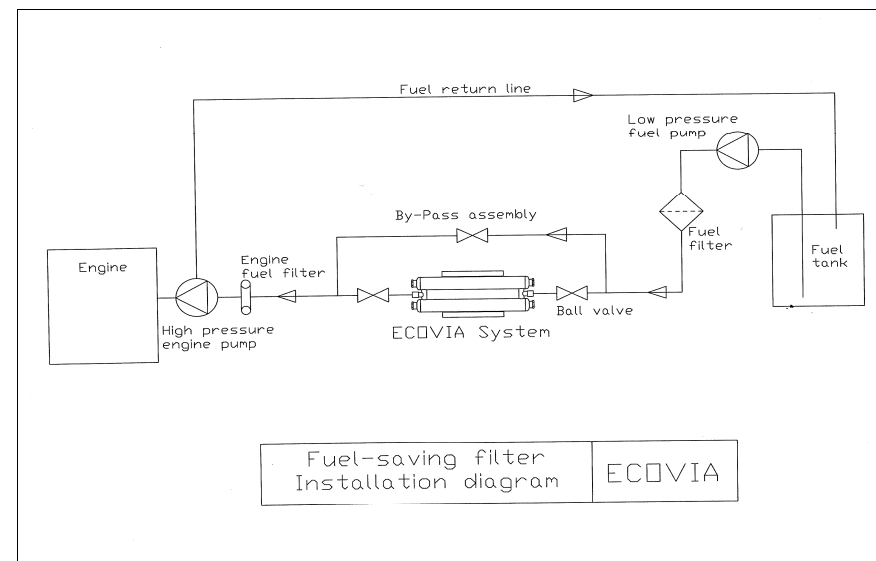 Fuel return line
Low pressure
fuel pump
By-Pass assembly
Fuel
filter
Fuel
tank
Engine
Engine
fuel filter
Ball valve
High pressure
engine pump
ECOVIA System
Fuel-saving filter
Installation diagram
ECOVIA